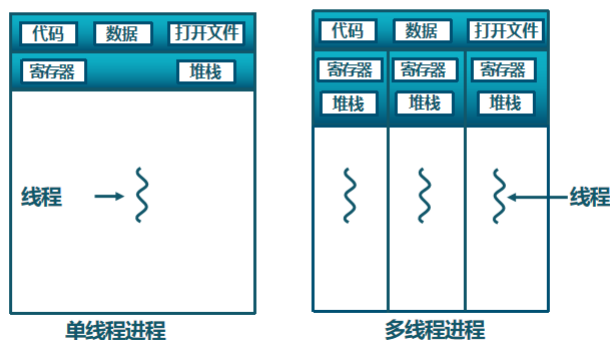 代码 数据 打开文件
寄存器 堆栈
线程
单线程进程
代码 数据 打开文件
寄存器 寄存器 寄存器
堆栈 堆栈 堆栈
线程
多线程进程